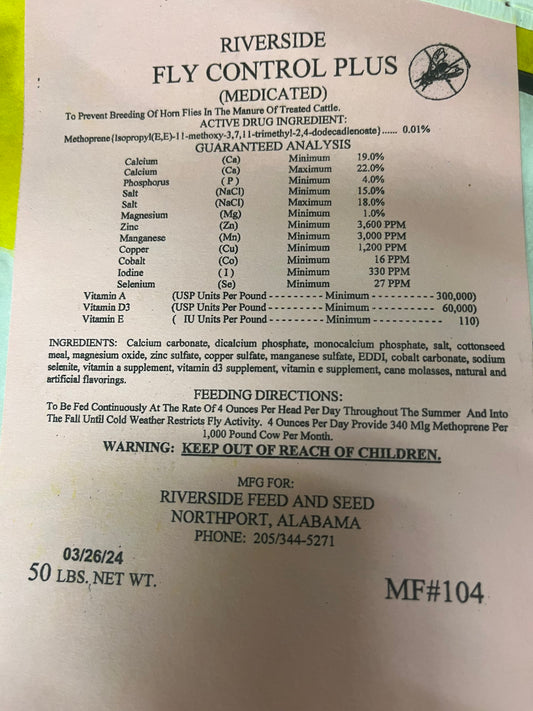 RIVERSIDE
FLY CONTROL PLUS
(MEDICATED)
To Prevent Breeding Of Horn Flies In The Manure Of Treated Cattle.
ACTIVE DRUG INGREDIENT:
Methoprene{Isopropyl(E,E)-11-methoxy-3,7,11-trimethyl-2,4-dodecadienoate}...... 0.01%
GUARANTEED ANALYSIS
Calcium (Ca) Minimum 19.0%
Calcium (Ca) Maximum 22.0%
Phosphorus ( P ) Minimum 4.0%
Salt (NaCl) Minimum 15.0%
Salt (NaCl) Maximum 18.0%
Magnesium (Mg) Minimum 1.0%
Zinc (Zn) Minimum 3,600 PPM
Manganese (Mn) Minimum 3,000 PPM
Copper (Cu) Minimum 1,200 PPM
Cobalt (Co) Minimum 16 PPM
Iodine ( I ) Minimum 330 PPM
Selenium (Se) Minimum 27 PPM
Vitamin A (USP Units Per Pound - - - - - - - - - Minimum - - - - - - - - - - - 300,000)
Vitamin D3 (USP Units Per Pound - - - - - - - - - Minimum - - - - - - - - - - - 60,000)
Vitamin E ( IU Units Per Pound - - - - - - - - - Minimum - - - - - - - - - - - 110)
INGREDIENTS: Calcium carbonate, dicalcium phosphate, monocalcium phosphate, salt, cottonseed
meal, magnesium oxide, zinc sulfate, copper sulfate, manganese sulfate, EDDI, cobalt carbonate, sodium
selenite, vitamin a supplement, vitamin d3 supplement, vitamin e supplement, cane molasses, natural and
artificial flavorings.
FEEDING DIRECTIONS:
To Be Fed Continuously At The Rate Of 4 Ounces Per Head Per Day Throughout The Summer And Into
The Fall Until Cold Weather Restricts Fly Activity. 4 Ounces Per Day Provide 340 Mlg Methoprene Per
1,000 Pound Cow Per Month.
WARNING: KEEP OUT OF REACH OF CHILDREN.
MFG FOR:
RIVERSIDE FEED AND SEED
NORTHPORT, ALABAMA
PHONE: 205/344-5271
03/26/24
50 LBS. NET WT.
MF#104